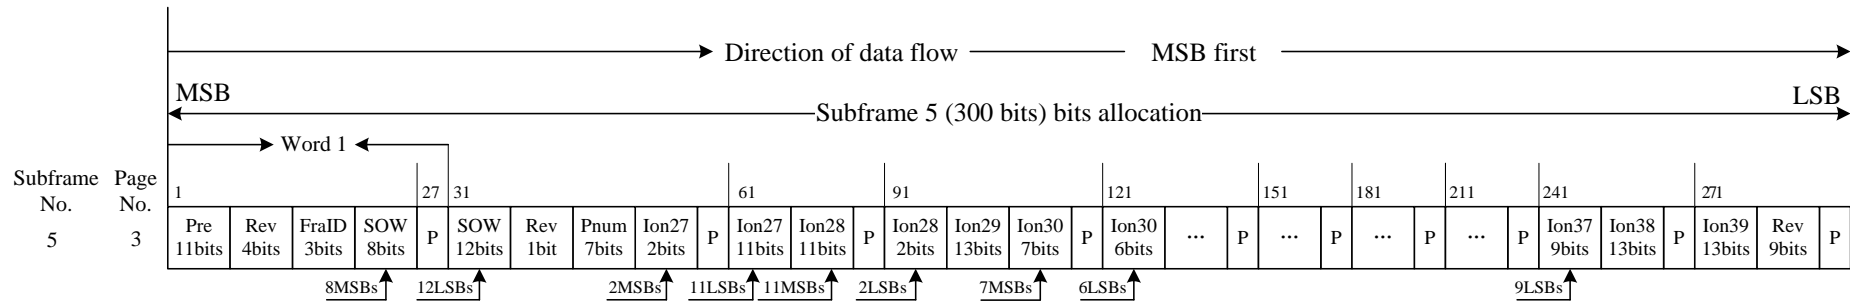 Direction of data flow MSB first
MSB LSB
Subframe 5 (300 bits) bits allocation
Word 1
Subframe No. Page No.
1 27 31 61 91 121 151 181 211 241 271
5 3 Pre 11bits Rev 4bits FraID 3bits SOW 8bits P SOW 12bits Rev 1bit Pnum 7bits Ion27 2bits P Ion27 11bits Ion28 11bits P Ion28 2bits Ion29 13bits Ion30 7bits P Ion30 6bits ... P ... P ... P ... P Ion37 9bits Ion38 13bits P Ion39 13bits Rev 9bits P
8MSBs 12LSBs 2MSBs 11LSBs 11MSBs 2LSBs 7MSBs 6LSBs 9LSBs